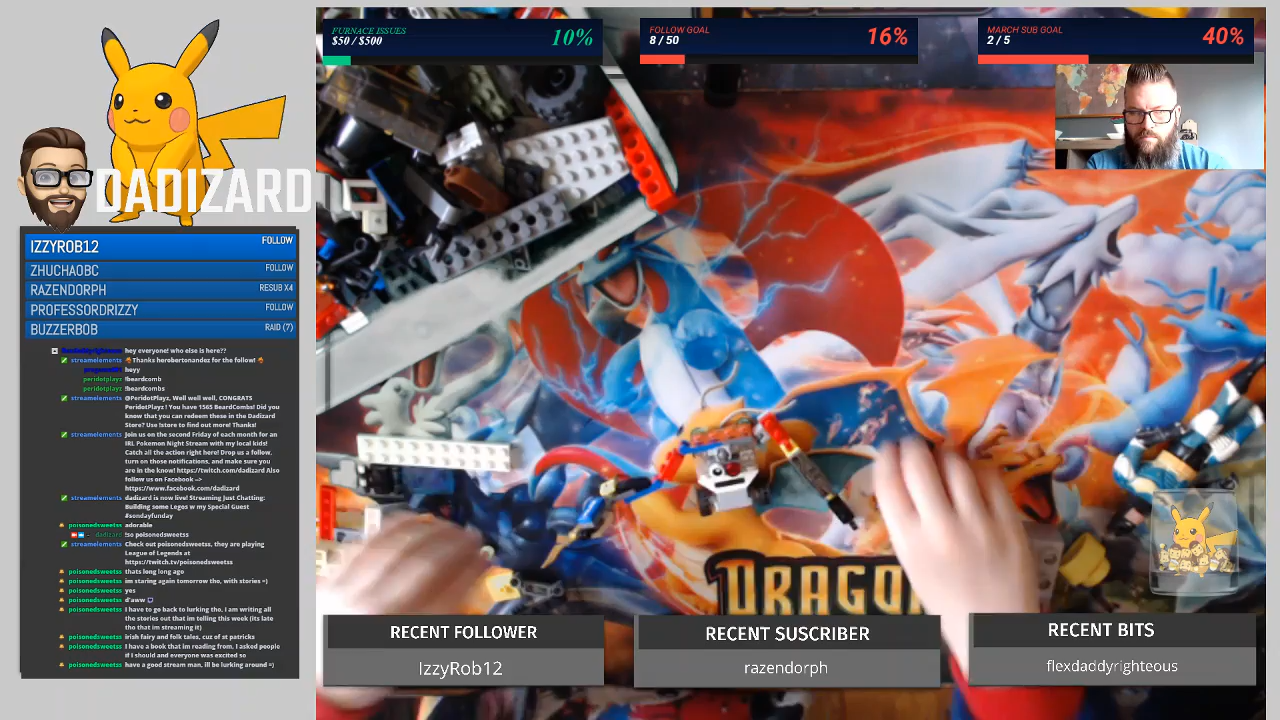 FURNACE ISSUES
$50 / $500
10%
FOLLOW GOAL
8 / 50
16%
MARCH SUB GOAL
2 / 5
40%
DADIZARD
IZZYROB12 FOLLOW
ZHUCHAOBC FOLLOW
RAZENDORPH RESUB X4
PROFESSORDRIZZY FOLLOW
BUZZERBOB RAID (7)
hey everyone! who else is here??
streamelements Thanks herobertonandez for the follow!
heyy
peridotplayz !beardcomb
peridotplayz !beardcombs
streamelements @PeridotPlayz, Well well well, CONGRATS
PeridotPlayz ! You have 1565 BeardCombs! Did you
know that you can redeem these in the Dadizard
Store? Use !store to find out more! Thanks!
streamelements Join us on the second Friday of each month for an
IRL Pokemon Night Stream with my local kids!
Catch all the action right here! Drop us a follow,
turn on those notifications, and make sure you
are in the know! https://twitch.com/dadizard Also
follow us on Facebook -->
https://www.facebook.com/dadizard
streamelements dadizard is now live! Streaming Just Chatting:
Building some Legos w my Special Guest
#sondayfunday
poisonedsweetss adorable
dadizard !so poisonedsweetss
streamelements Check out poisonedsweetss, they are playing
League of Legends at
https://twitch.tv/poisonedsweetss
poisonedsweetss thats long long ago
poisonedsweetss im staring again tomorrow tho, with stories =)
poisonedsweetss yes
poisonedsweetss d'aww
poisonedsweetss I have to go back to lurking tho, I am writing all
the stories out that im telling this week (its late
tho that im streaming it)
poisonedsweetss irish fairy and folk tales, cuz of st patricks
poisonedsweetss I have a book that im reading from, I asked people
if I should and everyone was excited so
poisonedsweetss have a good stream man, ill be lurking around =)
DRAGON
RECENT FOLLOWER
IzzyRob12
RECENT SUSCRIBER
razendorph
RECENT BITS
flexdaddyrighteous